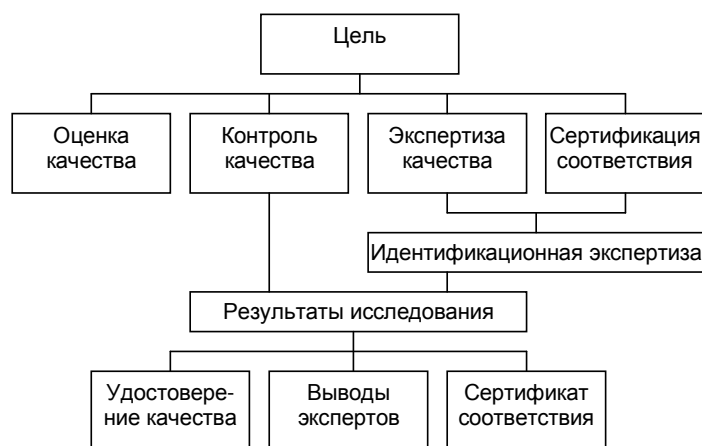 Цель
Оценка
качества
Контроль
качества
Экспертиза
качества
Сертификация
соответствия
Идентификационная экспертиза
Результаты исследования
Удостовере-
ние качества
Выводы
экспертов
Сертификат
соответствия